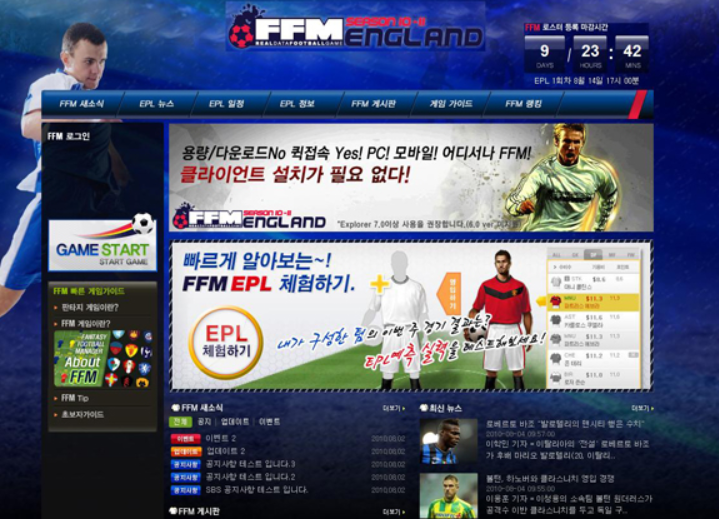 FFM SEASON 10-11 ENGLAND
REAL DATA FOOTBALL GAME
FFM 로스터 등록 마감시간
9 / 23 : 42
DAYS HOURS MINS
EPL 1회차 8월 14일 17시 00분
FFM 새소식 EPL 뉴스 EPL 일정 EPL 정보 FFM 게시판 게임 가이드 FFM 랭킹
FFM 로그인
GAME START
START GAME
FFM 빠른 게임가이드
판타지 게임이란?
FFM 게임이란?
FANTASY FOOTBALL MANAGER
About FFM
FFM Tip
초보자가이드
용량/다운로드No 퀵접속 Yes! PC! 모바일! 어디서나 FFM!
클라이언트 설치가 필요 없다!
FFM SEASON 10-11 ENGLAND
"Explorer 7.0이상 사용을 권장합니다.(6.0 ver
빠르게 알아보는~!
FFM EPL 체험하기.
EPL
체험하기
내가 구성한 팀의 이번 주 경기 결과는?
EPL예측 실력을 테스트해보세요!
FFM 새소식 더보기
전체 공지 업데이트 이벤트
이벤트 이벤트 2 2010.08.02
업데이트 업데이트 2 2010.08.02
공지사항 공지사항 테스트 입니다.3 2010.08.02
공지사항 공지사항 테스트 입니다.2 2010.08.02
공지사항 SBS 공지사항 테스트 입니다. 2010.08.02
FFM 게시판 더보기
최신 뉴스 더보기
로베르토 바조 "발로텔리의 맨시티 행은 수치"
2010-08-04 09:57:00
이학민 기자 = 이탈리아의 '전설' 로베르토 바조
가 후배 마리오 발로텔리(20, 이탈리..
볼턴, 하노버와 클라스니치 영입 경쟁
2010-08-04 09:55:00
이용훈 기자 = 이청용의 소속팀 볼턴 원더러스가
공격수 이반 클라스니치를 두고 독일 구..